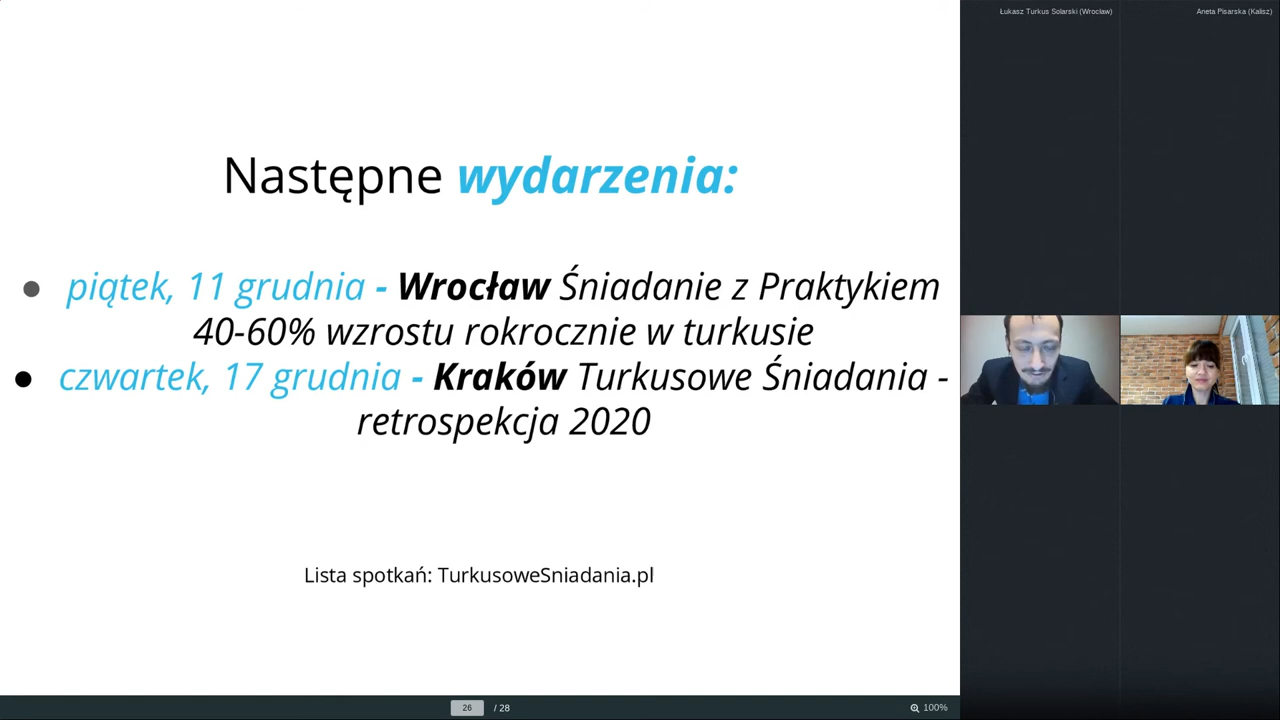 Łukasz Turkus Solarski (Wrocław)
Aneta Pisarska (Kalisz)
Następne wydarzenia:
● piątek, 11 grudnia - Wrocław Śniadanie z Praktykiem
40-60% wzrostu rokrocznie w turkusie
● czwartek, 17 grudnia - Kraków Turkusowe Śniadania -
retrospekcja 2020
Lista spotkań: TurkusoweSniadania.pl
26 / 28
100%